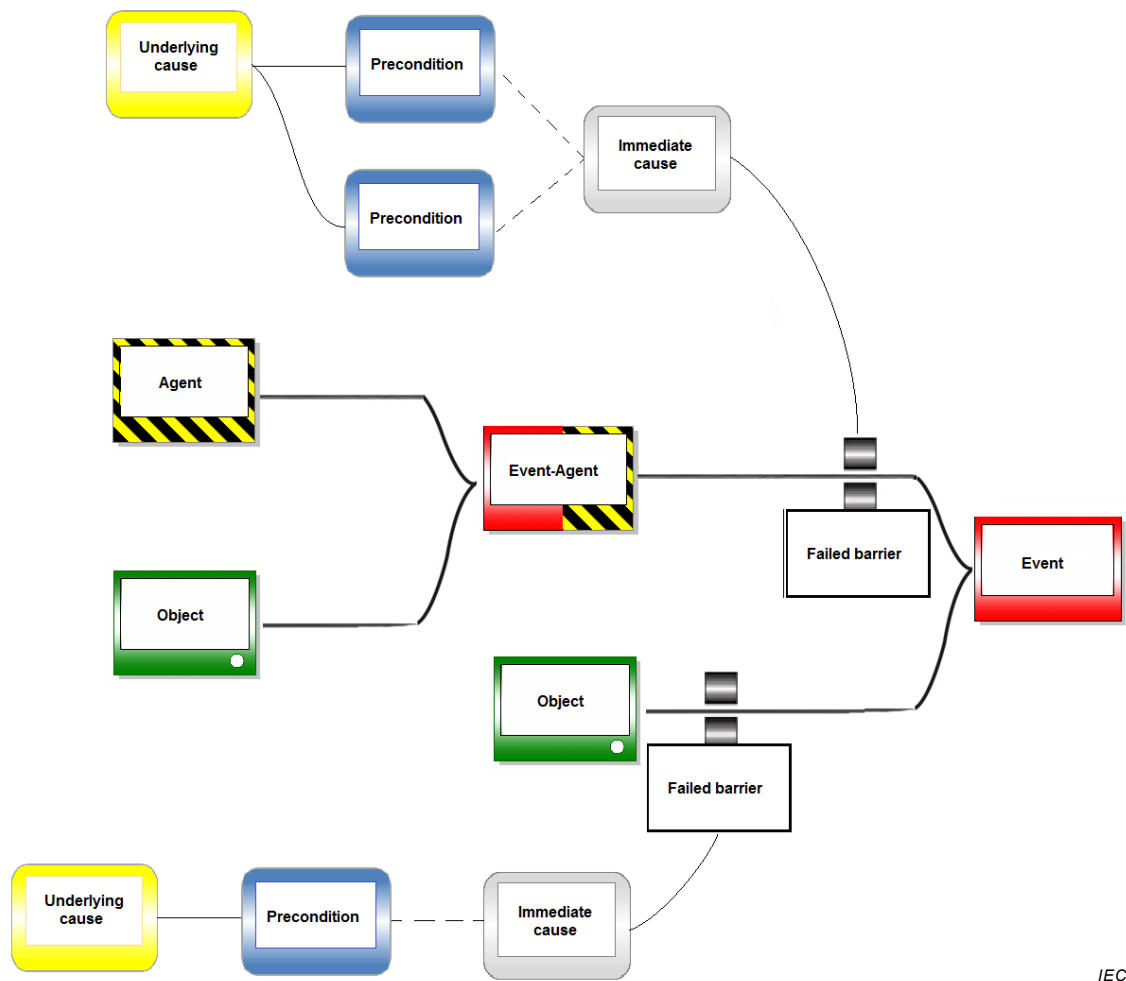 Underlying
cause
Precondition
Immediate
cause
Precondition
Agent
Event-Agent
Failed barrier
Event
Object
Object
Failed barrier
Underlying
cause
Precondition
Immediate
cause
IEC